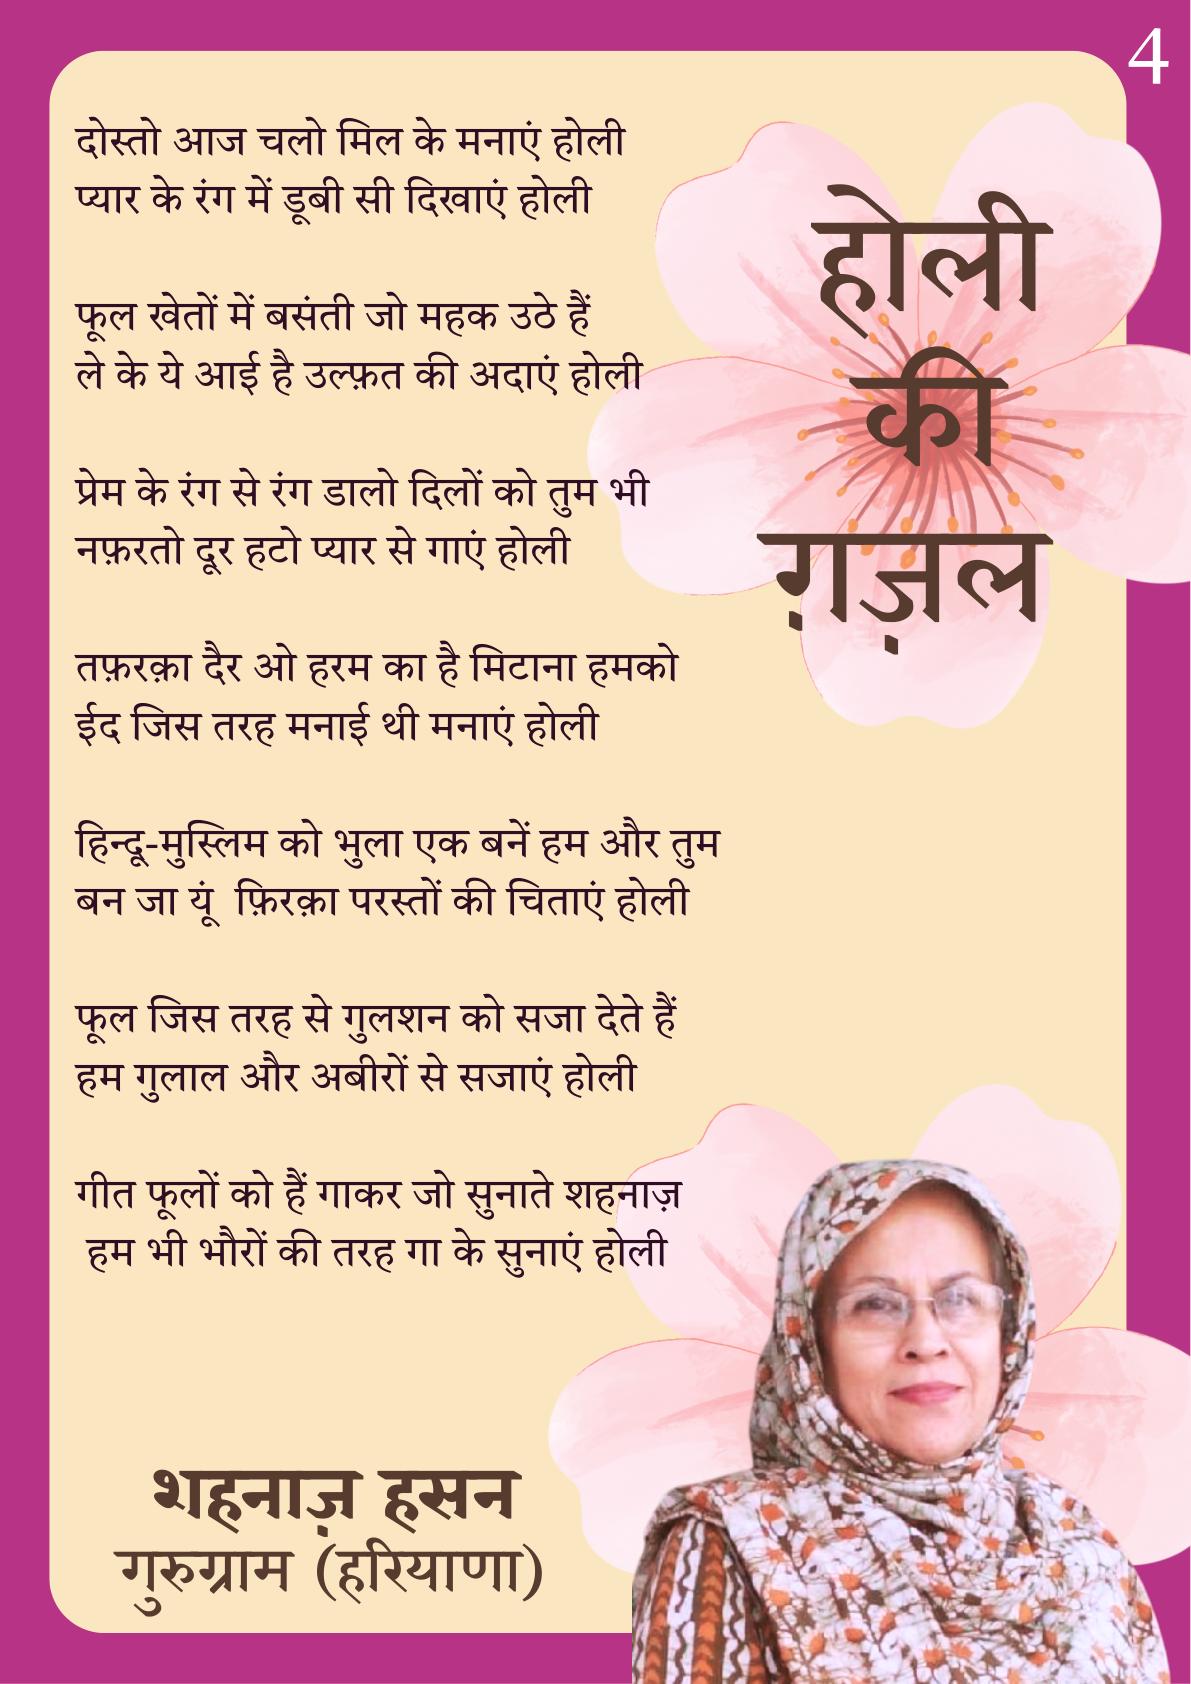 4
होली
की
ग़ज़ल
दोस्तो आज चलो मिल के मनाएं होली
प्यार के रंग में डूबी सी दिखाएं होली
फूल खेतों में बसंती जो महक उठे हैं
ले के ये आई है उल्फ़त की अदाएं होली
प्रेम के रंग से रंग डालो दिलों को तुम भी
नफ़रतो दूर हटो प्यार से गाएं होली
तफ़रक़ा दैर ओ हरम का है मिटाना हमको
ईद जिस तरह मनाई थी मनाएं होली
हिन्दू-मुस्लिम को भुला एक बनें हम और तुम
बन जा यूं फ़िरक़ा परस्तों की चिताएं होली
फूल जिस तरह से गुलशन को सजा देते हैं
हम गुलाल और अबीरों से सजाएं होली
गीत फूलों को हैं गाकर जो सुनाते शहनाज़
हम भी भौरों की तरह गा के सुनाएं होली
शहनाज़ हसन
गुरुग्राम (हरियाणा)